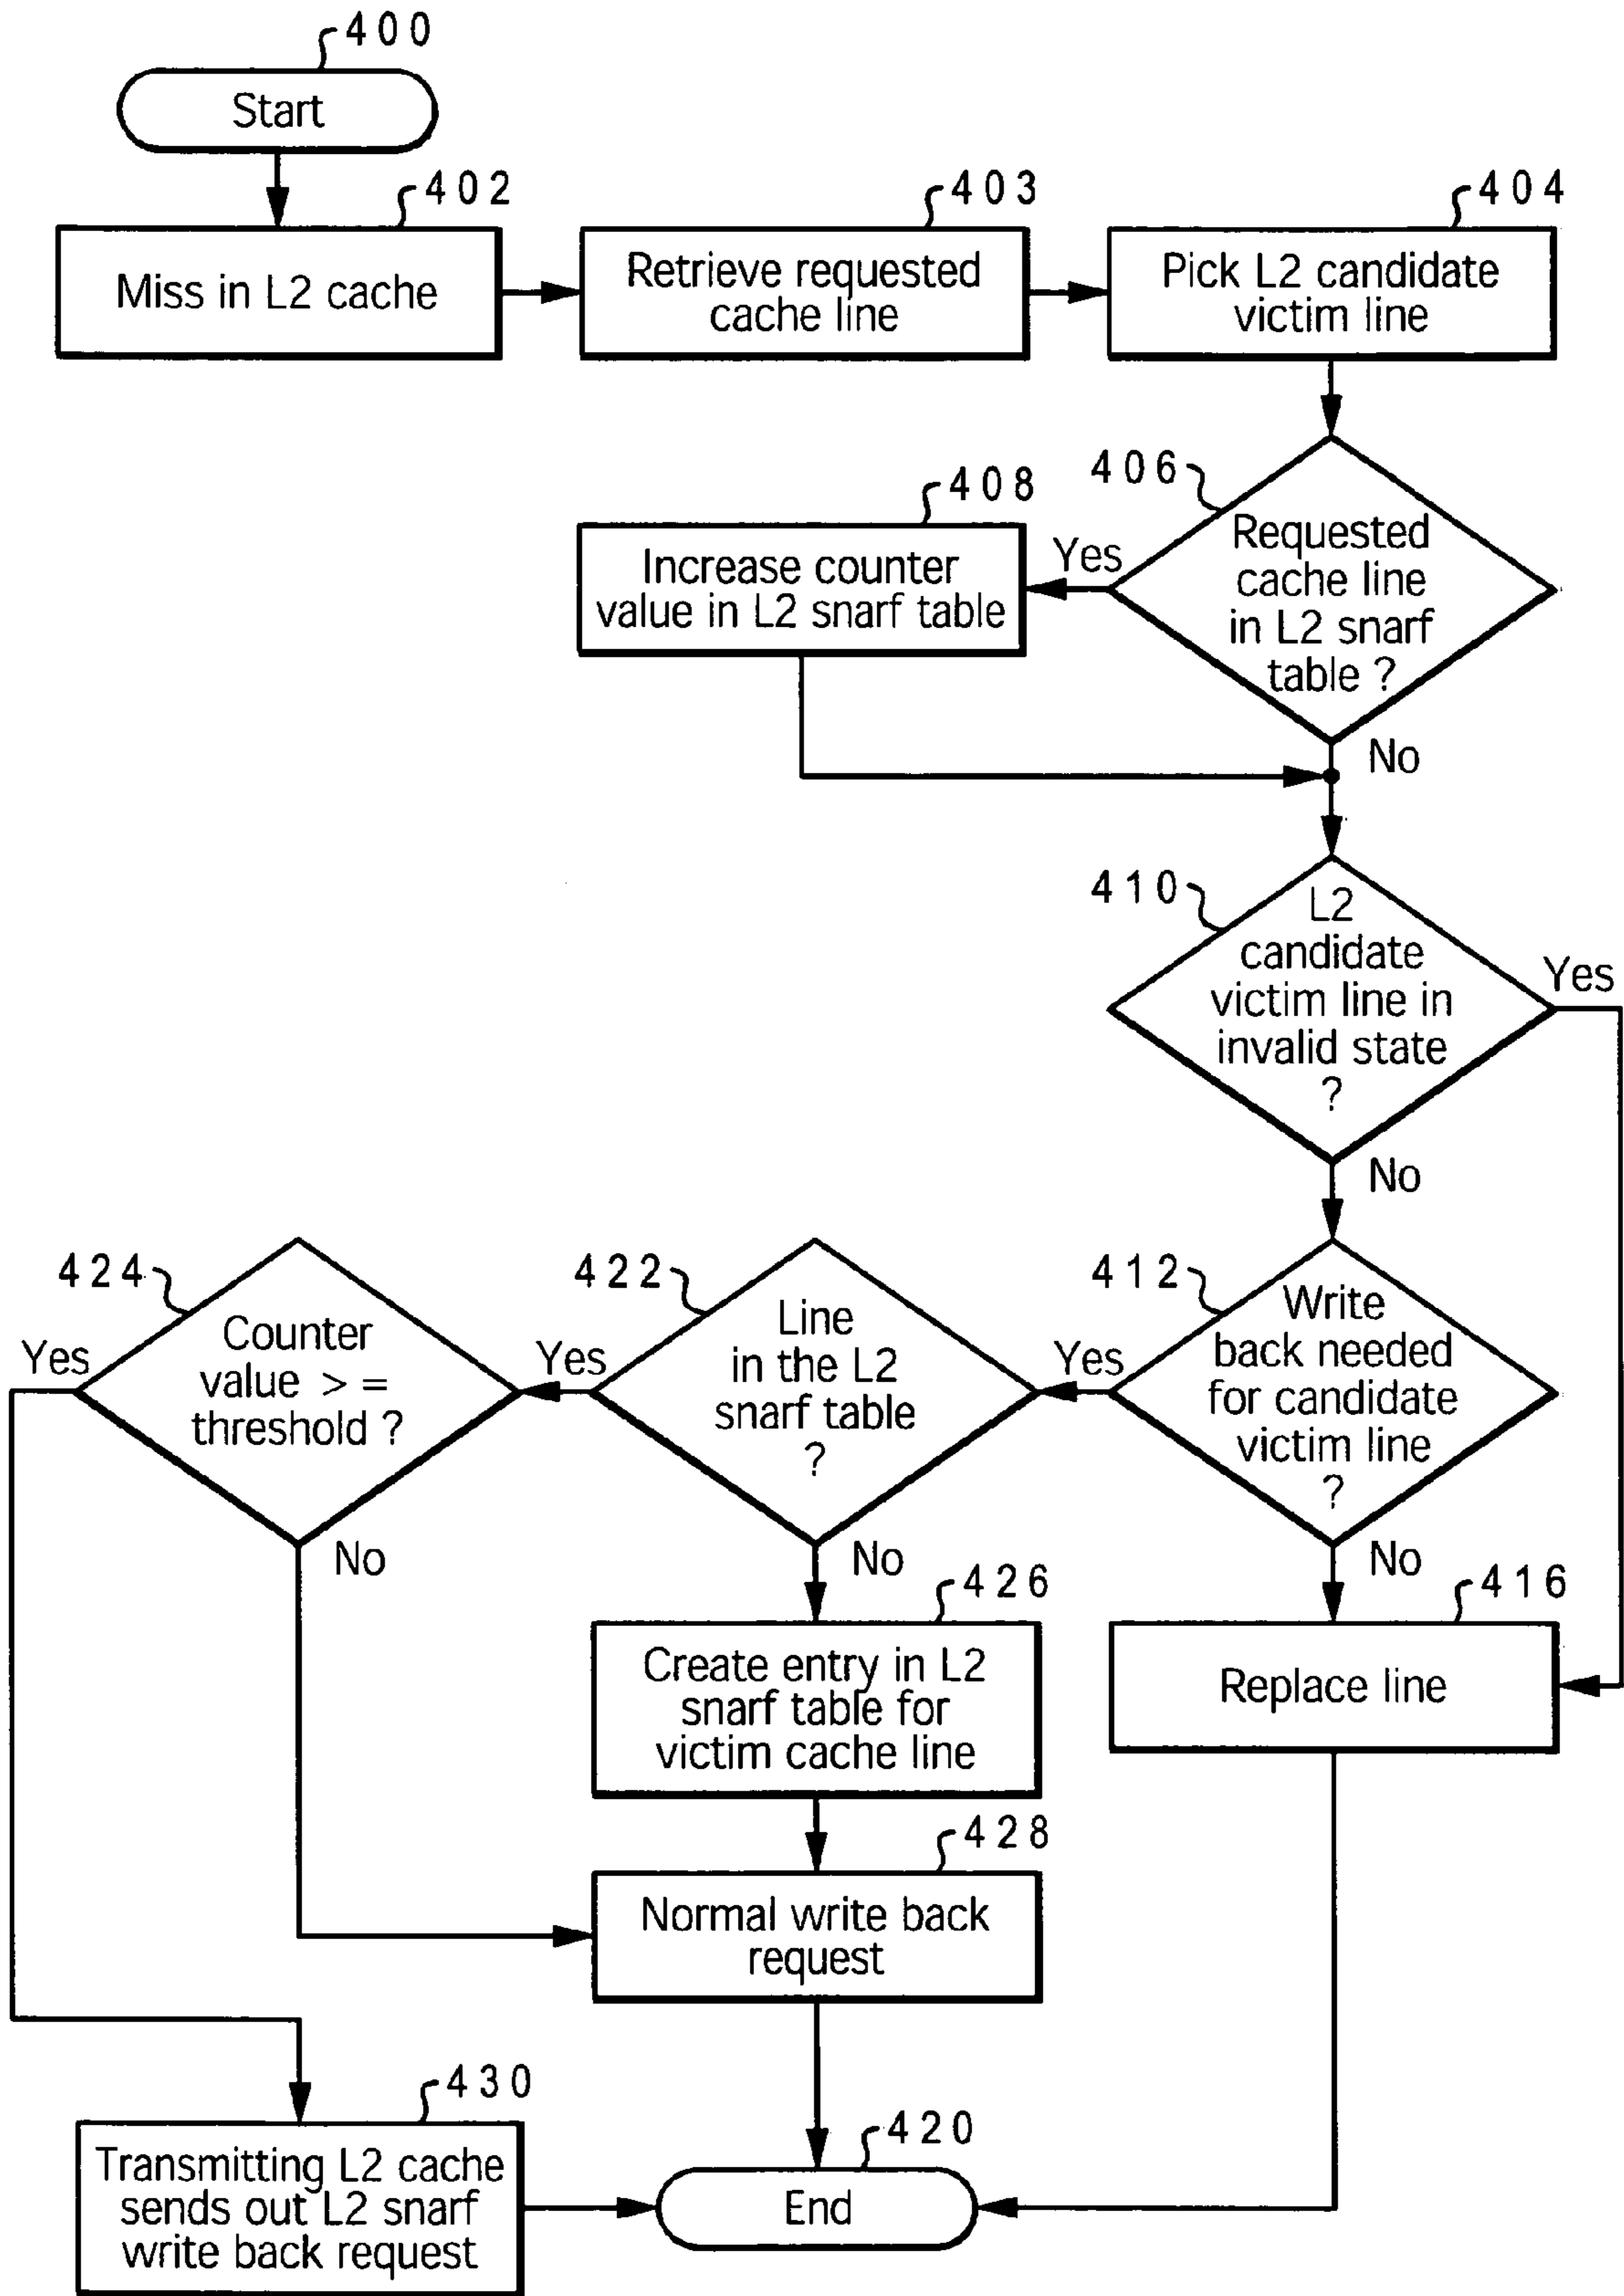 400
Start
402
Miss in L2 cache
403
Retrieve requested
cache line
404
Pick L2 candidate
victim line
406
Requested
cache line
in L2 snarf
table ?
Yes
408
Increase counter
value in L2 snarf table
No
410
L2
candidate
victim line in
invalid state
?
Yes
No
412
Write
back needed
for candidate
victim line
?
Yes
No
416
Replace line
422
Line
in the L2
snarf table
?
Yes
No
424
Counter
value > =
threshold ?
Yes
No
426
Create entry in L2
snarf table for
victim cache line
428
Normal write back
request
430
Transmitting L2 cache
sends out L2 snarf
write back request
420
End